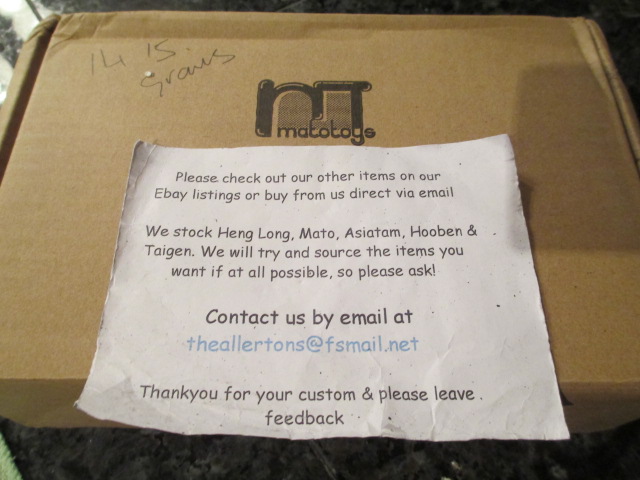 14 15.
Grams
matotoys
Please check out our other items on our
Ebay listings or buy from us direct via email
We stock Heng Long, Mato, Asiatam, Hooben &
Taigen. We will try and source the items you
want if at all possible, so please ask!
Contact us by email at
theallertons@fsmail.net
Thankyou for your custom & please leave
feedback